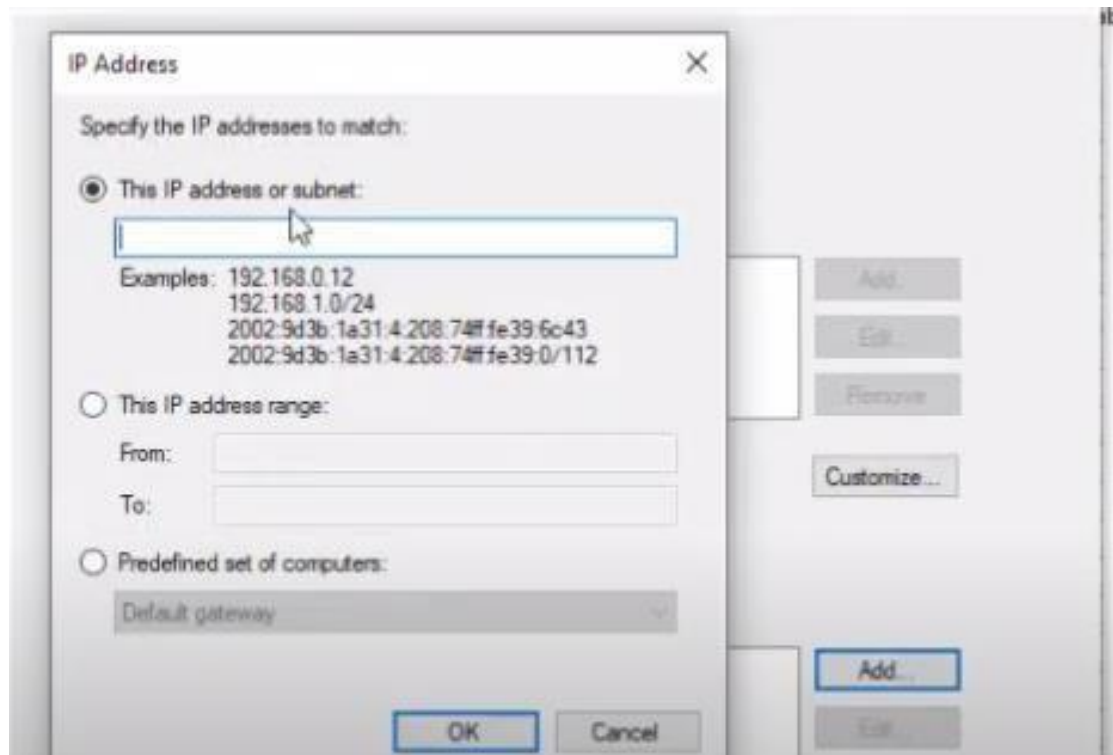 IP Address
Specify the IP addresses to match:
This IP address or subnet:
Examples: 192.168.0.12
192.168.1.0/24
2002:9d3b:1a31:4:208:74ff:fe39:6c43
2002:9d3b:1a31:4:208:74ff:fe39:0/112
Add...
Edit...
Remove
This IP address range:
From:
To:
Customize...
Predefined set of computers:
Default gateway
Add...
Edit...
OK
Cancel